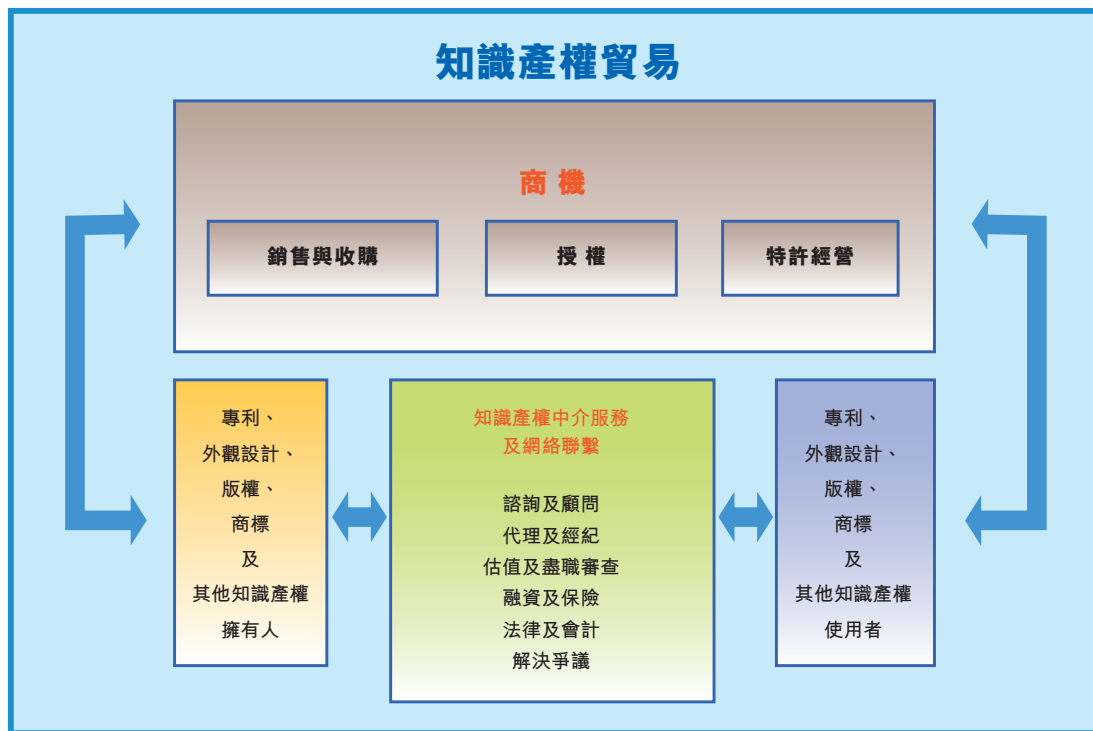 知識產權貿易
商機
銷售與收購
授權
特許經營
專利、
外觀設計、
版權、
商標
及
其他知識產權
擁有人
知識產權中介服務
及網絡聯繫
諮詢及顧問
代理及經紀
估值及盡職審查
融資及保險
法律及會計
解決爭議
專利、
外觀設計、
版權、
商標
及
其他知識產權
使用者